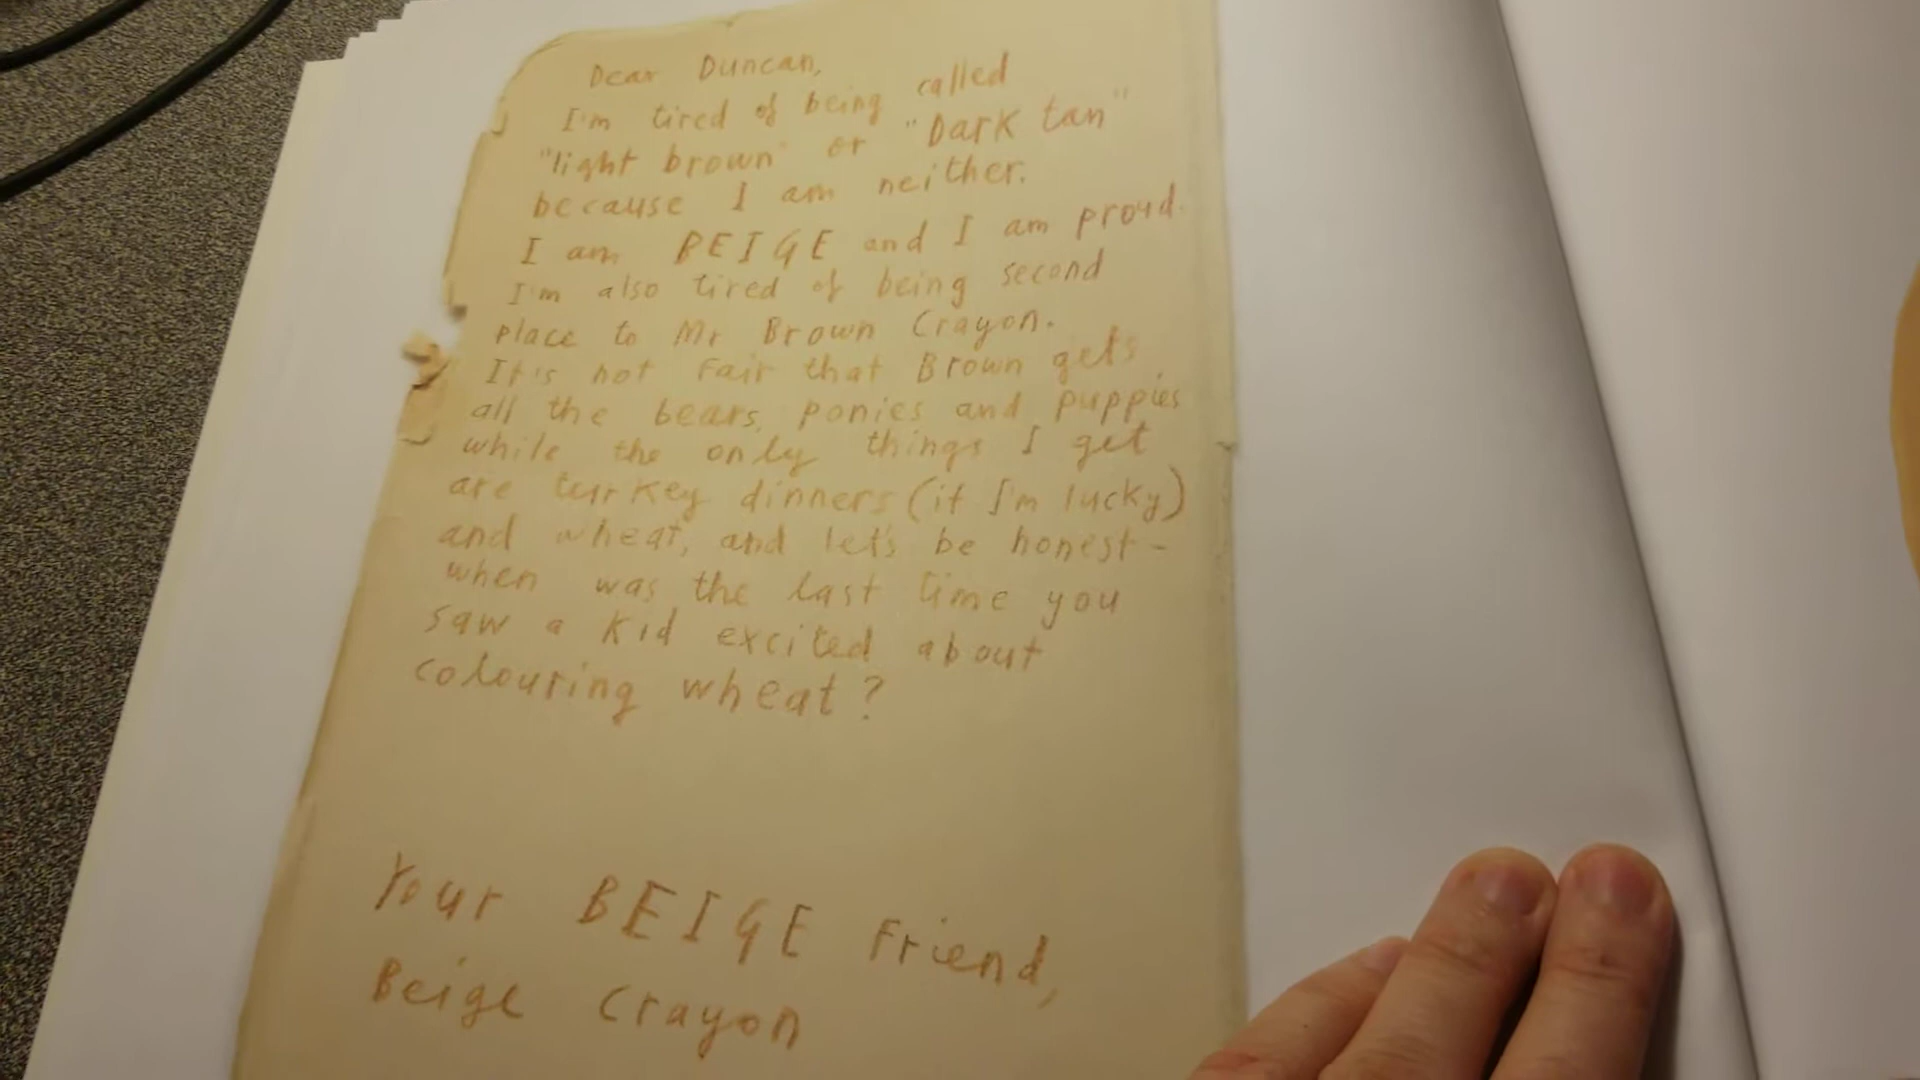 Dear Duncan,
I'm tired of being called
"light brown" or "Dark tan"
because I am neither.
I am BEIGE and I am proud.
I'm also tired of being second
place to Mr Brown Crayon.
It's not fair that Brown gets
all the bears, ponies and puppies
while the only things I get
are turkey dinners (if I'm lucky)
and wheat, and let's be honest -
when was the last time you
saw a kid excited about
colouring wheat?
Your BEIGE friend,
Beige Crayon